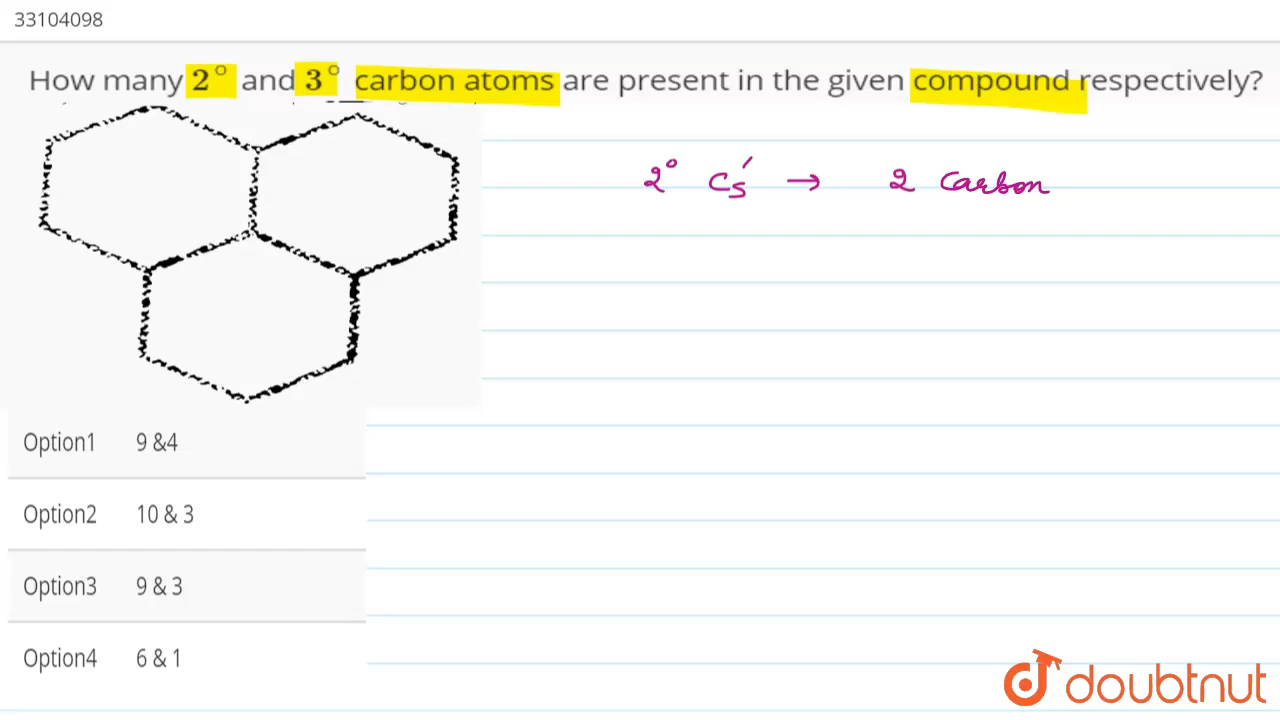 33104098
How many 2° and 3° carbon atoms are present in the given compound respectively?
2° Cs' → 2 Carbon
Option1 9 &4
Option2 10 & 3
Option3 9 & 3
Option4 6 & 1
doubtnut